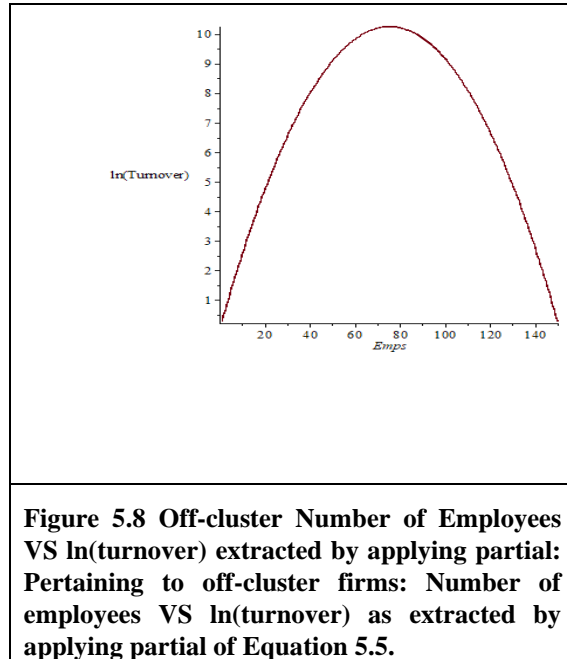 10
9
8
7
6
ln(Turnover)
5
4
3
2
1
20 40 60 80 100 120 140
Emps
Figure 5.8 Off-cluster Number of Employees
VS ln(turnover) extracted by applying partial:
Pertaining to off-cluster firms: Number of
employees VS ln(turnover) as extracted by
applying partial of Equation 5.5.